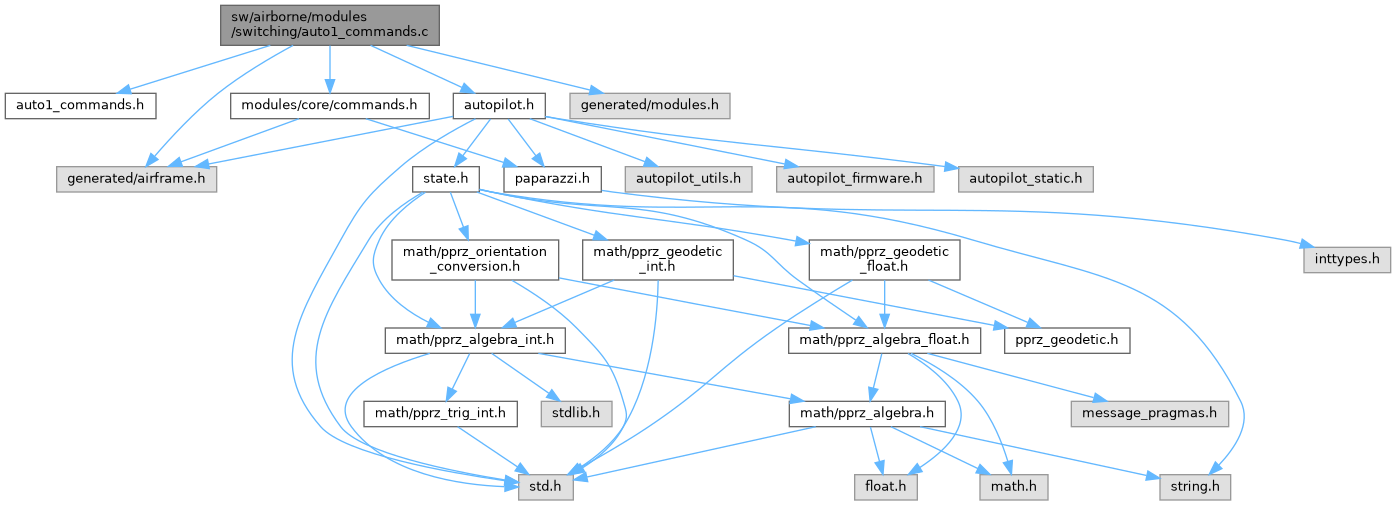 sw/airborne/modules
/switching/auto1_commands.c
auto1_commands.h
modules/core/commands.h
autopilot.h
generated/modules.h
generated/airframe.h
state.h
paparazzi.h
autopilot_utils.h
autopilot_firmware.h
autopilot_static.h
math/pprz_orientation
_conversion.h
math/pprz_geodetic
_int.h
math/pprz_geodetic
_float.h
inttypes.h
math/pprz_algebra_int.h
math/pprz_algebra_float.h
pprz_geodetic.h
math/pprz_trig_int.h
stdlib.h
math/pprz_algebra.h
message_pragmas.h
std.h
float.h
math.h
string.h